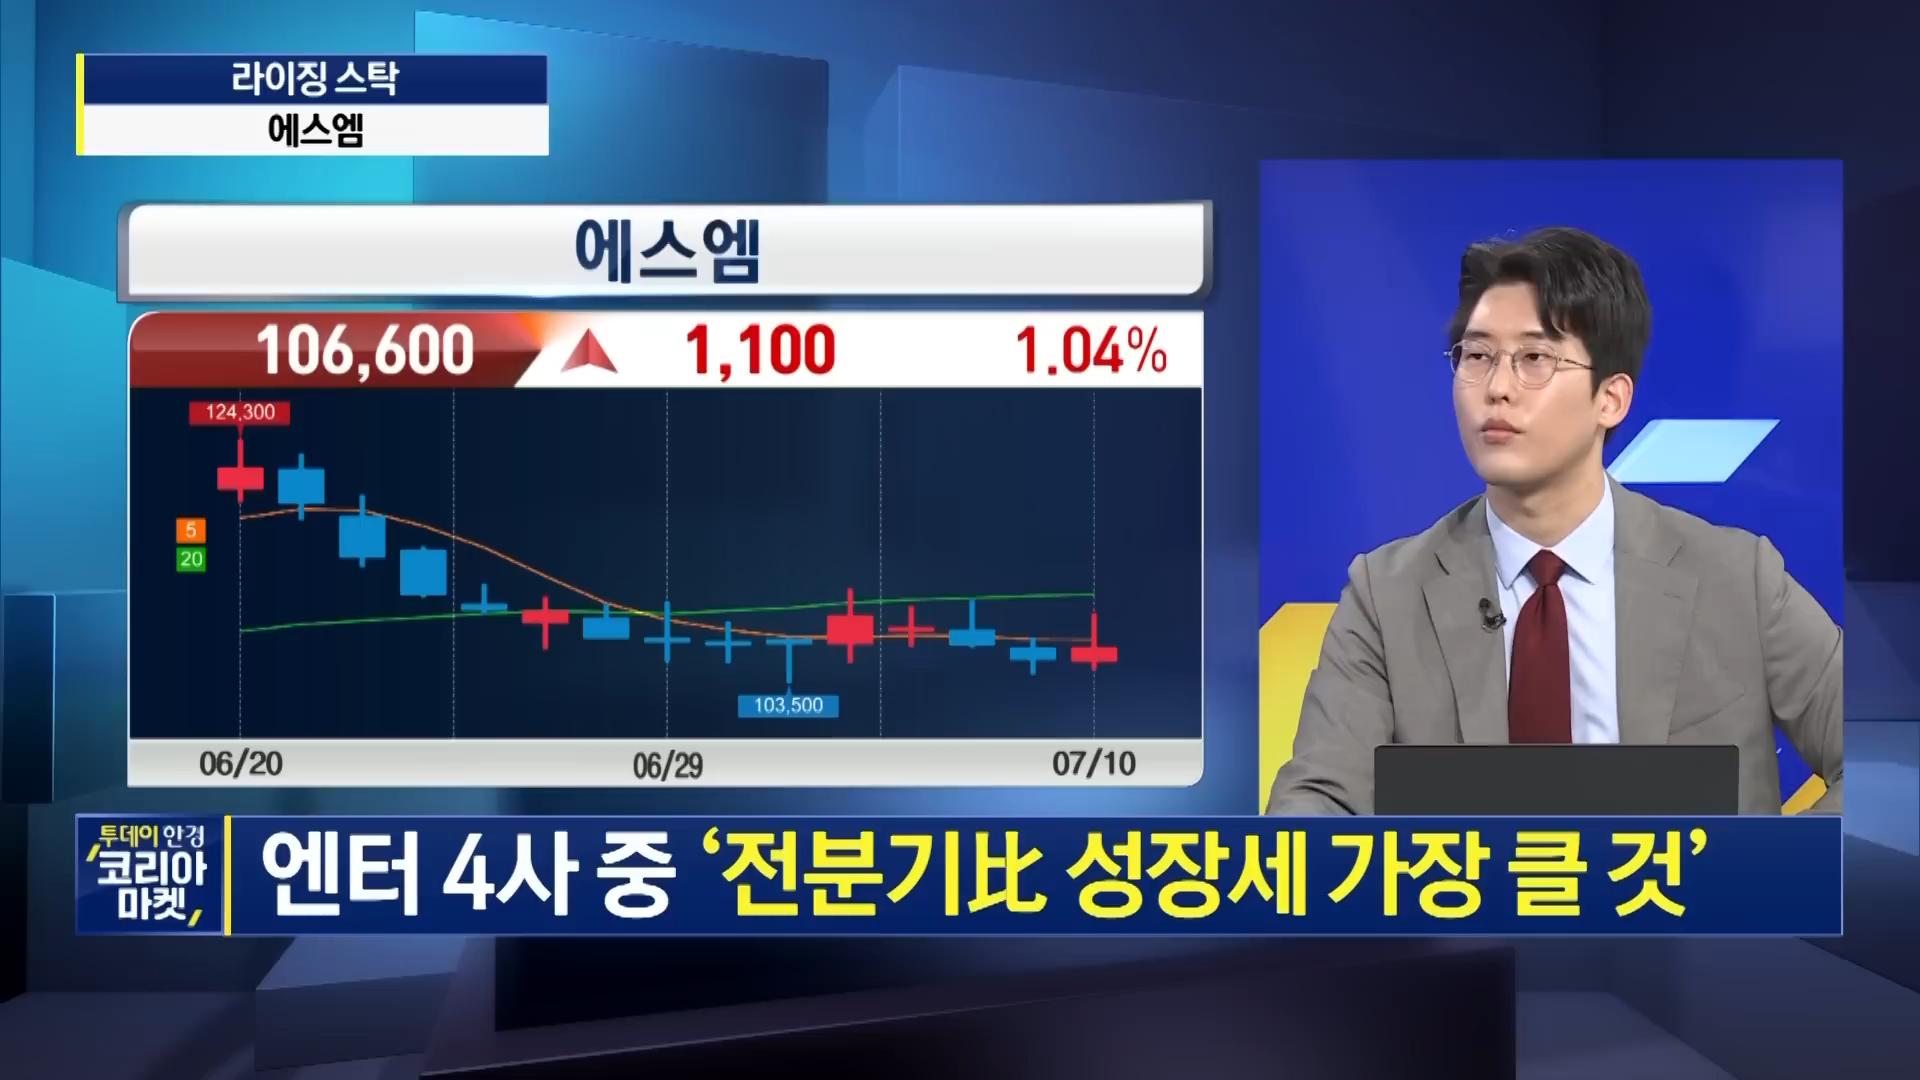 라이징 스탁
에스엠
에스엠
106,600 1,100 1.04%
124,300
5
20
103,500
06/20 06/29 07/10
투데이 한경
코리아
마켓
엔터 4사 중 ‘전분기比 성장세 가장 클 것’